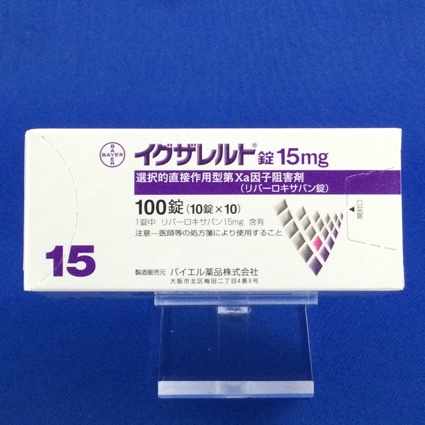 BAYER
BAYER
イグザレルト®錠15mg
選択的直接作用型第Xa因子阻害剤
(リバーロキサバン錠)
100錠(10錠×10)
1錠中 リバーロキサバン15mg 含有
注意―医師等の処方箋により使用すること
開封口
15
製造販売元 バイエル薬品株式会社
大阪市北区梅田二丁目4番9号